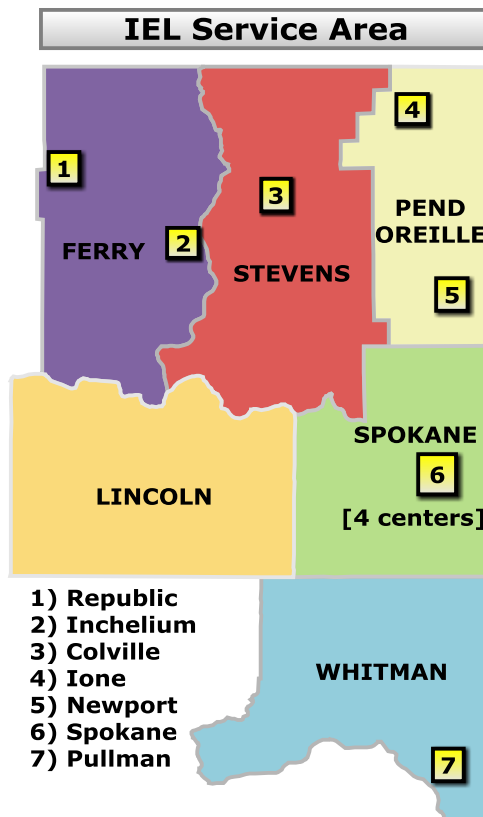 IEL Service Area
4
1
3
PEND
OREILLE
2
FERRY
STEVENS
5
SPOKANE
6
LINCOLN
[4 centers]
1) Republic
2) Inchelium
3) Colville
4) Ione
5) Newport
6) Spokane
7) Pullman
WHITMAN
7